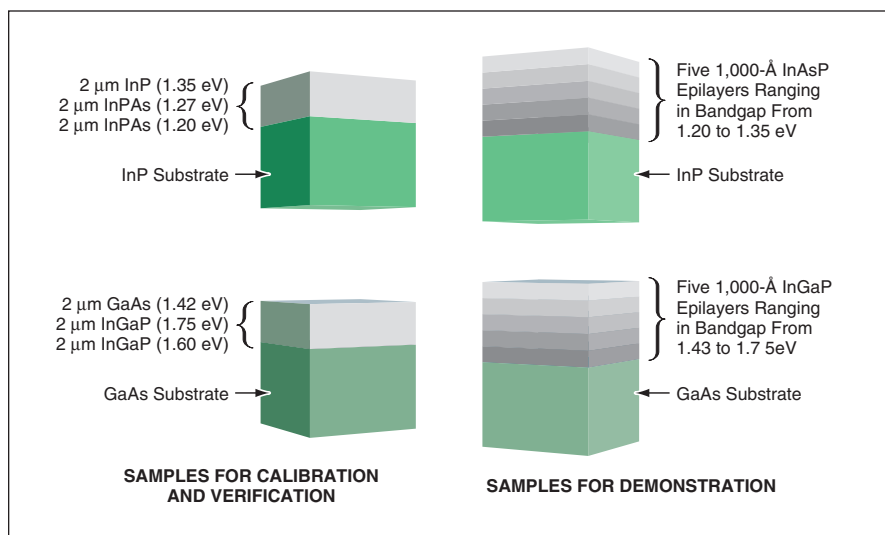 2 µm InP (1.35 eV)
2 µm InPAs (1.27 eV)
2 µm InPAs (1.20 eV)
InP Substrate
Five 1,000-Å InAsP
Epilayers Ranging
in Bandgap From
1.20 to 1.35 eV
InP Substrate
2 µm GaAs (1.42 eV)
2 µm InGaP (1.75 eV)
2 µm InGaP (1.60 eV)
GaAs Substrate
Five 1,000-Å InGaP
Epilayers Ranging
in Bandgap From
1.43 to 1.7 5eV
GaAs Substrate
SAMPLES FOR CALIBRATION
AND VERIFICATION
SAMPLES FOR DEMONSTRATION